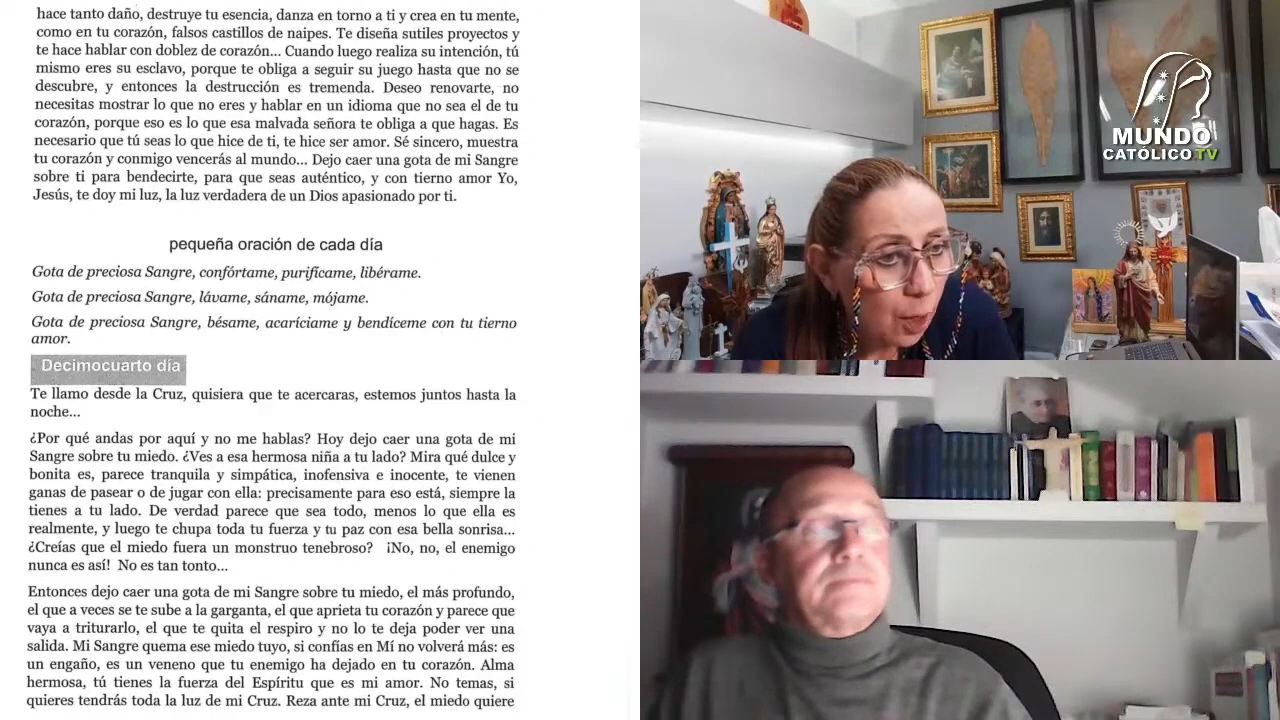 hace tanto daño, destruye tu esencia, danza en torno a ti y crea en tu mente,
como en tu corazón, falsos castillos de naipes. Te diseña sutiles proyectos y
te hace hablar con doblez de corazón... Cuando luego realiza su intención, tú
mismo eres su esclavo, porque te obliga a seguir su juego hasta que no se
descubre, y entonces la destrucción es tremenda. Deseo renovarte, no
necesitas mostrar lo que no eres y hablar en un idioma que no sea el de tu
corazón, porque eso es lo que esa malvada señora te obliga a que hagas. Es
necesario que tú seas lo que hice de ti, te hice ser amor. Sé sincero, muestra
tu corazón y conmigo vencerás al mundo... Dejo caer una gota de mi Sangre
sobre ti para bendecirte, para que seas auténtico, y con tierno amor Yo,
Jesús, te doy mi luz, la luz verdadera de un Dios apasionado por ti.
pequeña oración de cada día
Gota de preciosa Sangre, confórtame, purifícame, libérame.
Gota de preciosa Sangre, lávame, sáname, mójame.
Gota de preciosa Sangre, bésame, acaríciame y bendíceme con tu tierno
amor.
Decimocuarto día
Te llamo desde la Cruz, quisiera que te acercaras, estemos juntos hasta la
noche...
¿Por qué andas por aquí y no me hablas? Hoy dejo caer una gota de mi
Sangre sobre tu miedo. ¿Ves a esa hermosa niña a tu lado? Mira qué dulce y
bonita es, parece tranquila y simpática, inofensiva e inocente, te vienen
ganas de pasear o de jugar con ella: precisamente para eso está, siempre la
tienes a tu lado. De verdad parece que sea todo, menos lo que ella es
realmente, y luego te chupa toda tu fuerza y tu paz con esa bella sonrisa...
¿Creías que el miedo fuera un monstruo tenebroso? ¡No, no, el enemigo
nunca es así! No es tan tonto...
Entonces dejo caer una gota de mi Sangre sobre tu miedo, el más profundo,
el que a veces se te sube a la garganta, el que aprieta tu corazón y parece que
vaya a triturarlo, el que te quita el respiro y no lo te deja poder ver una
salida. Mi Sangre quema ese miedo tuyo, si confías en Mí no volverá más: es
un engaño, es un veneno que tu enemigo ha dejado en tu corazón. Alma
hermosa, tú tienes la fuerza del Espíritu que es mi amor. No temas, si
quieres tendrás toda la luz de mi Cruz. Reza ante mi Cruz, el miedo quiere
MUNDO
CATÓLICO TV